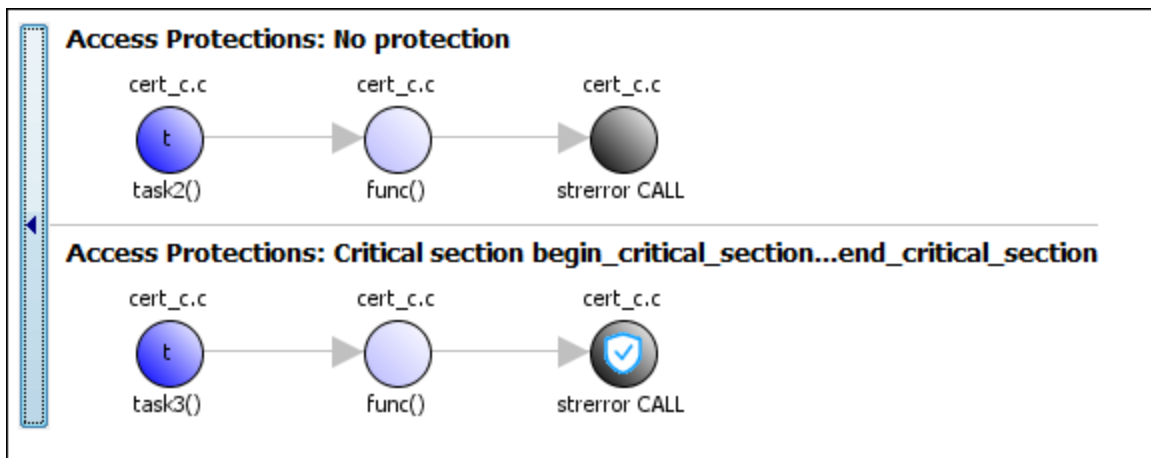 Access Protections: No protection
cert_c.c cert_c.c cert_c.c
t
task2() func() strerror CALL
Access Protections: Critical section begin_critical_section...end_critical_section
cert_c.c cert_c.c cert_c.c
t
task3() func() strerror CALL